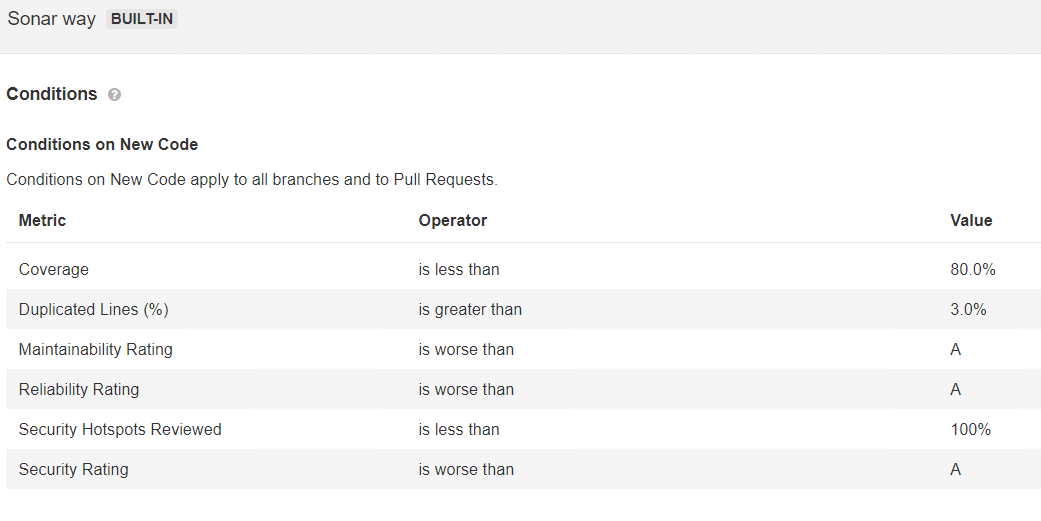 Sonar way BUILT-IN
Conditions ?
Conditions on New Code
Conditions on New Code apply to all branches and to Pull Requests.
Metric Operator Value
Coverage is less than 80.0%
Duplicated Lines (%) is greater than 3.0%
Maintainability Rating is worse than A
Reliability Rating is worse than A
Security Hotspots Reviewed is less than 100%
Security Rating is worse than A